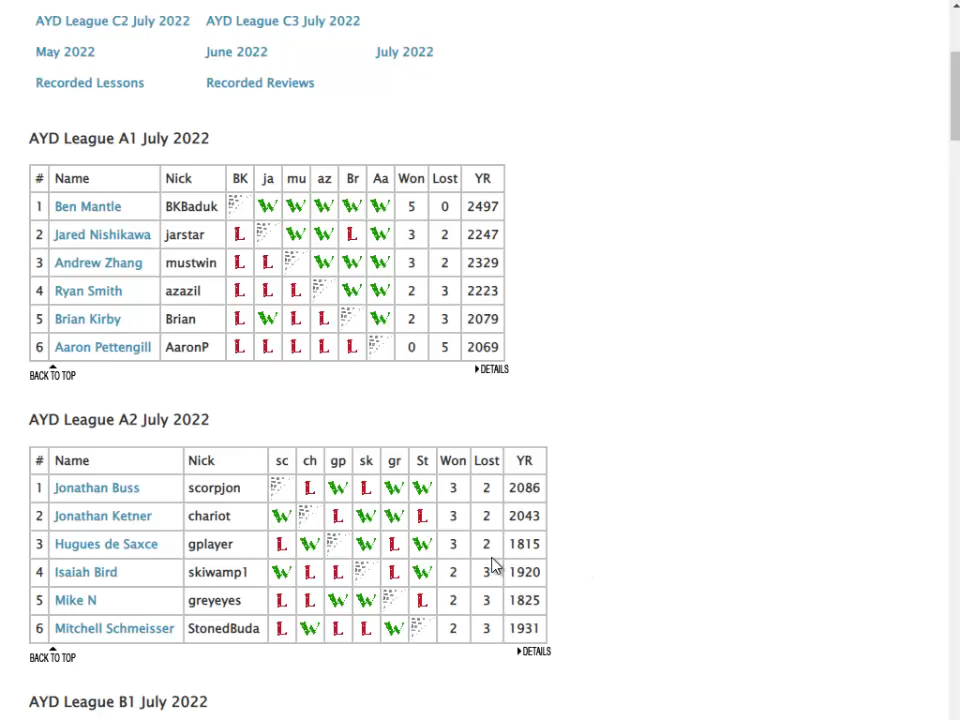 AYD League C2 July 2022 AYD League C3 July 2022
May 2022 June 2022 July 2022
Recorded Lessons Recorded Reviews
AYD League A1 July 2022
# Name Nick BK ja mu az Br Aa Won Lost YR
1 Ben Mantle BKBaduk W W W W W 5 0 2497
2 Jared Nishikawa jarstar L W W L W 3 2 2247
3 Andrew Zhang mustwin L L W W W 3 2 2329
4 Ryan Smith azazil L L L W W 2 3 2223
5 Brian Kirby Brian L W L L W 2 3 2079
6 Aaron Pettengill AaronP L L L L L 0 5 2069
BACK TO TOP DETAILS
AYD League A2 July 2022
# Name Nick sc ch gp sk gr St Won Lost YR
1 Jonathan Buss scorpjon L W L W W 3 2 2086
2 Jonathan Ketner chariot W L W W L 3 2 2043
3 Hugues de Saxce gplayer L W W L W 3 2 1815
4 Isaiah Bird skiwamp1 W L L L W 2 3 1920
5 Mike N greyeyes L L W W L 2 3 1825
6 Mitchell Schmeisser StonedBuda L W L L W 2 3 1931
BACK TO TOP DETAILS
AYD League B1 July 2022